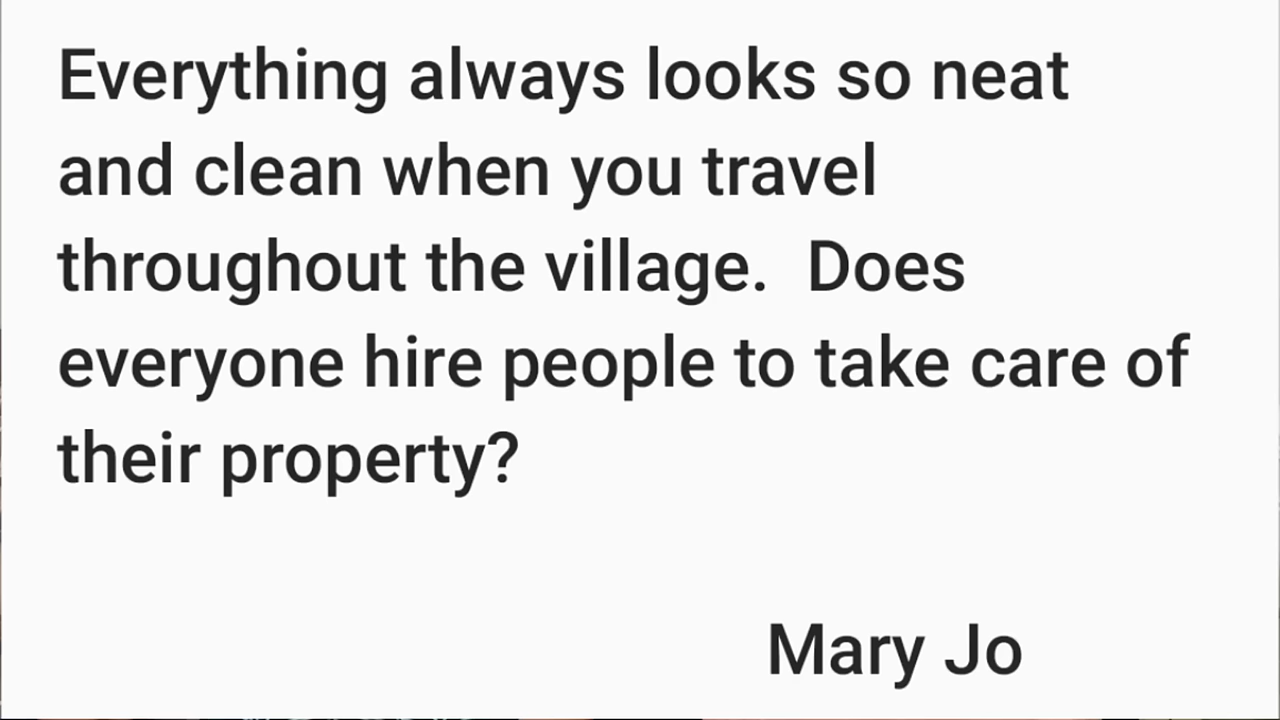 Everything always looks so neat
and clean when you travel
throughout the village.  Does
everyone hire people to take care of
their property?
Mary Jo